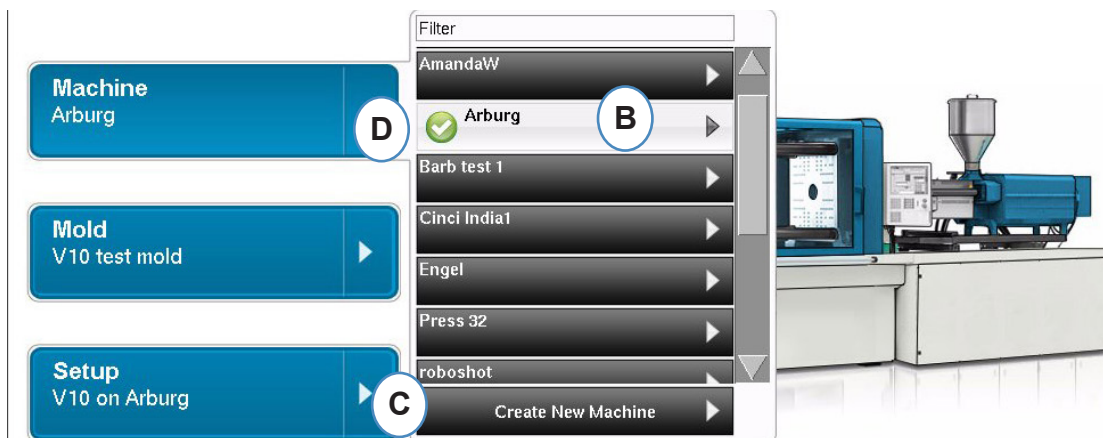 Filter
Machine
Arburg
AmandaW
D
Arburg
B
Barb test 1
Mold
V10 test mold
Cinci India1
Engel
Press 32
Setup
V10 on Arburg
roboshot
C
Create New Machine